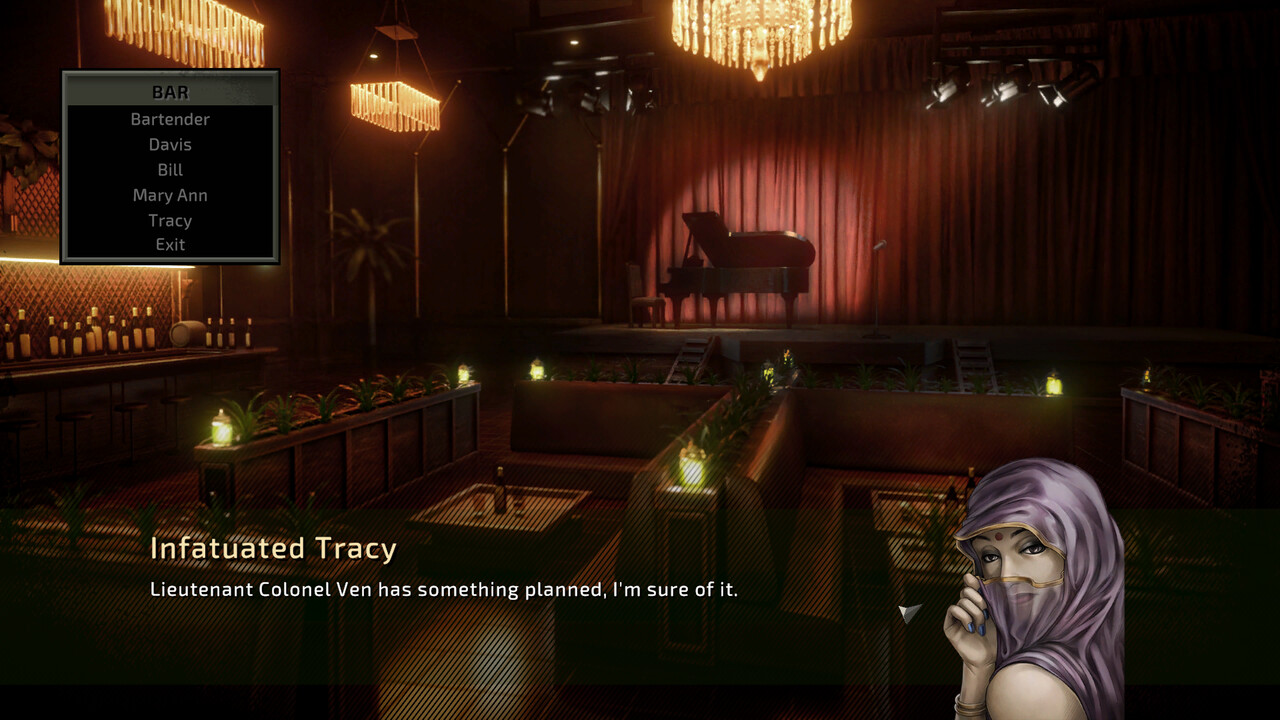 BAR
Bartender
Davis
Bill
Mary Ann
Tracy
Exit
Infatuated Tracy
Lieutenant Colonel Ven has something planned, I'm sure of it.